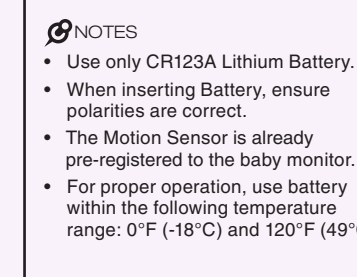 NOTES
• Use only CR123A Lithium Battery.
• When inserting Battery, ensure
polarities are correct.
• The Motion Sensor is already
pre-registered to the baby monitor.
• For proper operation, use battery
within the following temperature
range: 0°F (-18°C) and 120°F (49°